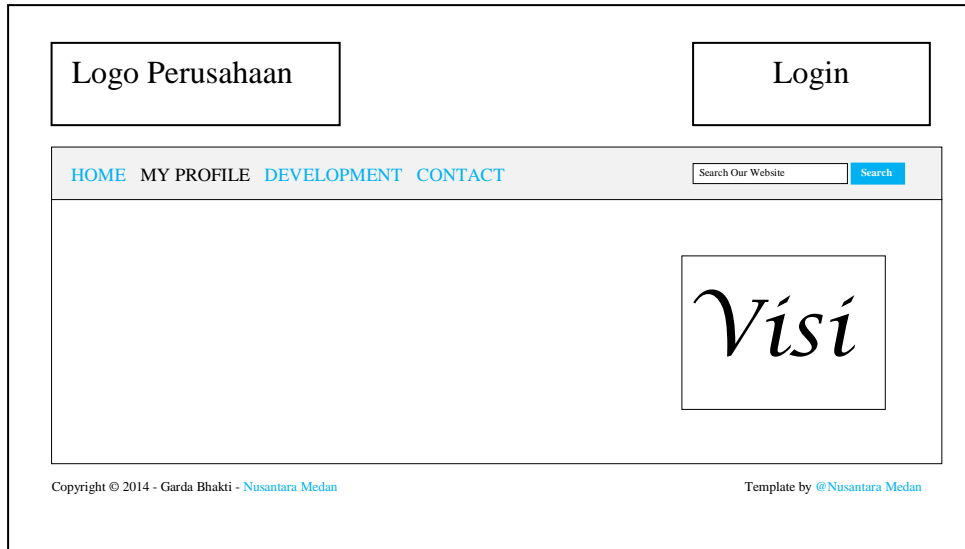 Logo Perusahaan
Login
HOME MY PROFILE DEVELOPMENT CONTACT
Search Our Website Search
Visi
Copyright © 2014 - Garda Bhakti - Nusantara Medan
Template by @Nusantara Medan